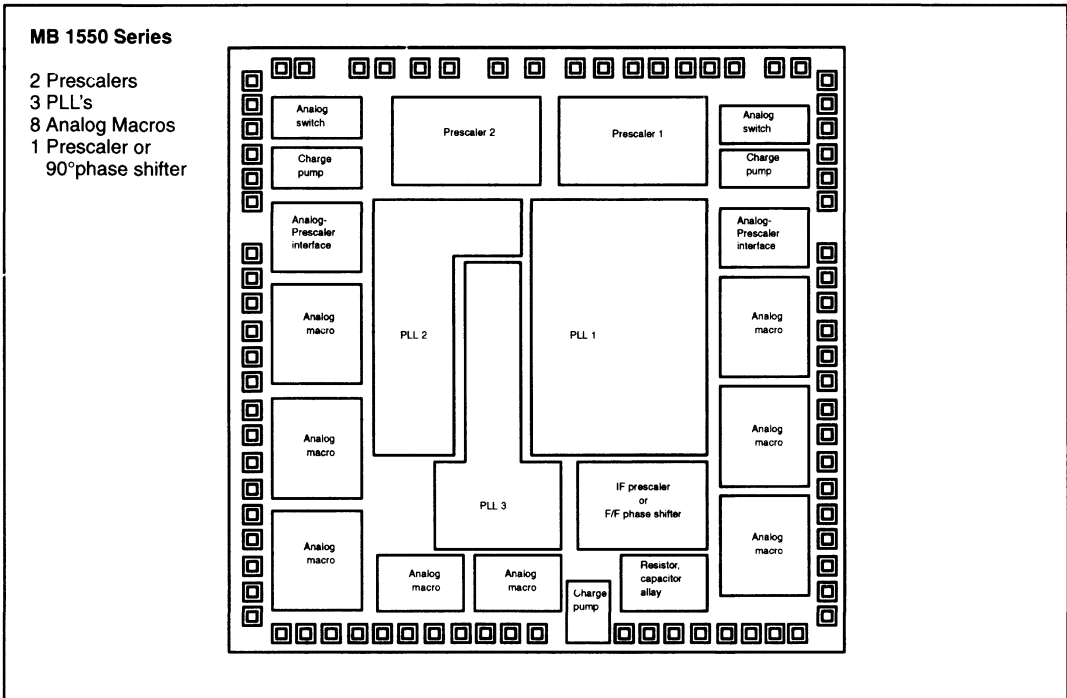 MB 1550 Series
2 Prescalers
3 PLL's
8 Analog Macros
1 Prescaler or
90°phase shifter
Analog
switch
Prescaler 2
Prescaler 1
Analog
switch
Charge
pump
Charge
pump
Analog-
Prescaler
interface
Analog-
Prescaler
interface
Analog
macro
PLL 2
PLL 1
Analog
macro
Analog
macro
Analog
macro
PLL 3
IF prescaler
or
F/F phase shifter
Analog
macro
Analog
macro
Analog
macro
Analog
macro
Charge
pump
Resistor,
capacitor
allay